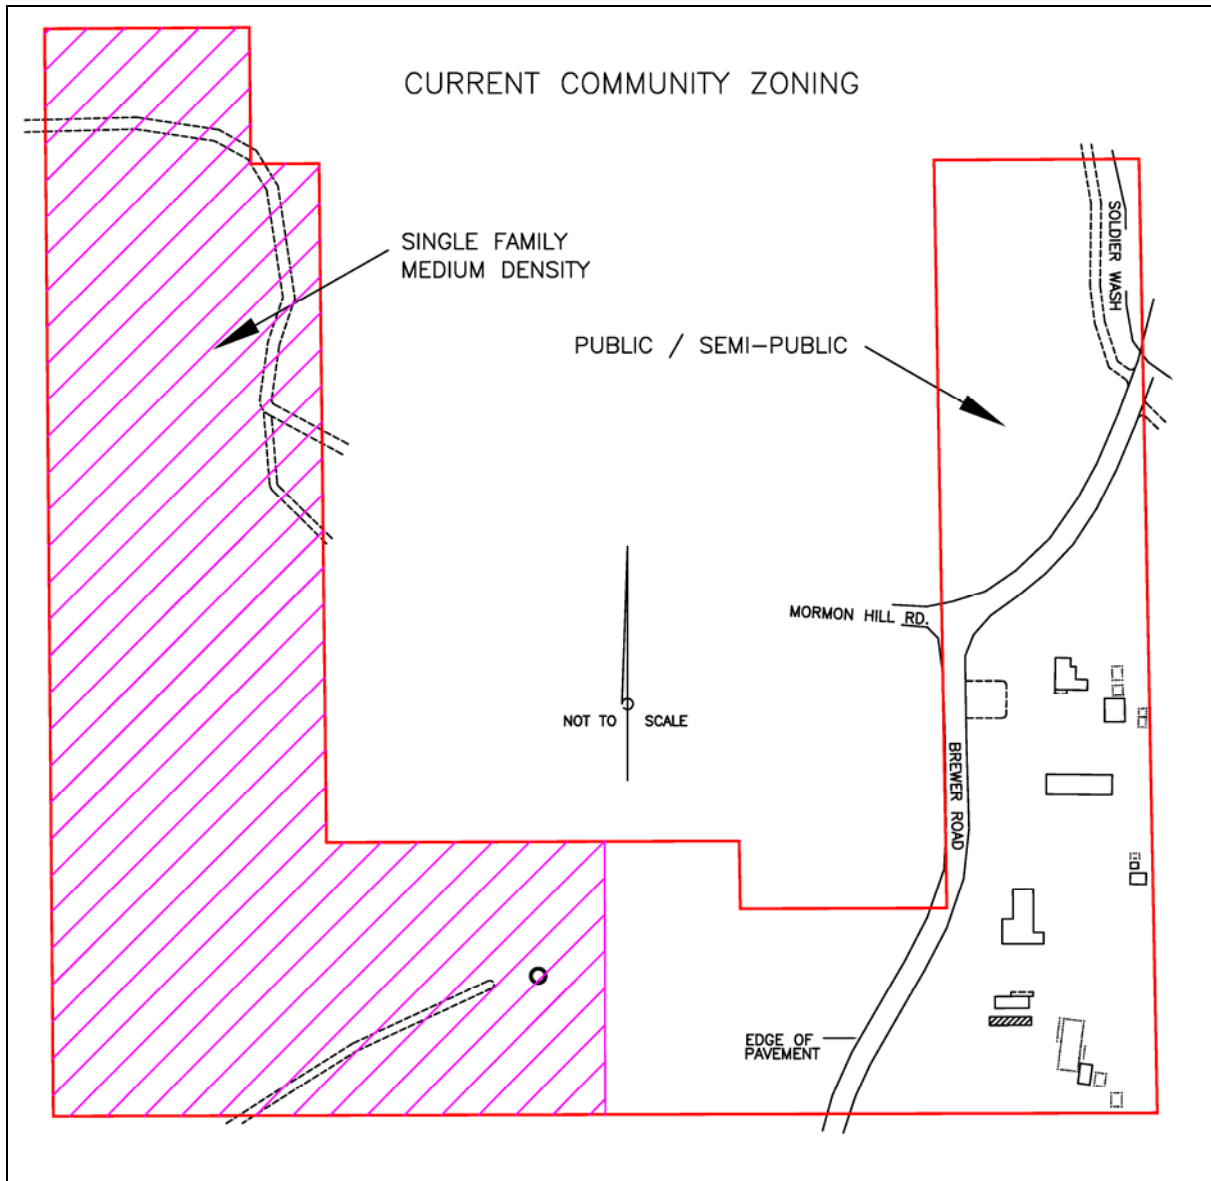 CURRENT COMMUNITY ZONING
SINGLE FAMILY
MEDIUM DENSITY
SOLDIER WASH
PUBLIC / SEMI-PUBLIC
MORMON HILL RD.
NOT TO SCALE
BREWER ROAD
EDGE OF
PAVEMENT